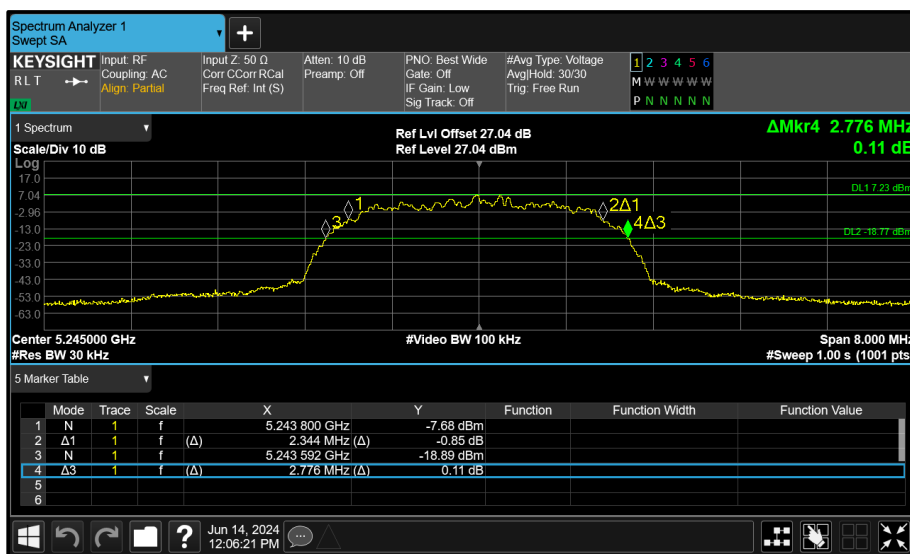 Spectrum Analyzer 1
Swept SA
+
KEYSIGHT
R L T
LXI
Input: RF
Coupling: AC
Align: Partial
Input Z: 50 Ω
Corr CCorr RCal
Freq Ref: Int (S)
Atten: 10 dB
Preamp: Off
PNO: Best Wide
Gate: Off
IF Gain: Low
Sig Track: Off
#Avg Type: Voltage
Avg|Hold: 30/30
Trig: Free Run
1 2 3 4 5 6
M W W W W W
P N N N N N
1 Spectrum
Scale/Div 10 dB
Ref Lvl Offset 27.04 dB
Ref Level 27.04 dBm
ΔMkr4 2.776 MHz
0.11 dB
Log
17.0
7.04
-2.96
-13.0
-23.0
-33.0
-43.0
-53.0
-63.0
DL1 7.23 dBm
DL2 -18.77 dBm
1
2Δ1
3
4Δ3
Center 5.245000 GHz
#Video BW 100 kHz
Span 8.000 MHz
#Res BW 30 kHz
#Sweep 1.00 s (1001 pts
5 Marker Table
Mode Trace Scale X Y Function Function Width Function Value
1 N 1 f 5.243 800 GHz -7.68 dBm
2 Δ1 1 f (Δ) 2.344 MHz (Δ) -0.85 dB
3 N 1 f 5.243 592 GHz -18.89 dBm
4 Δ3 1 f (Δ) 2.776 MHz (Δ) 0.11 dB
5
6
?
Jun 14, 2024
12:06:21 PM